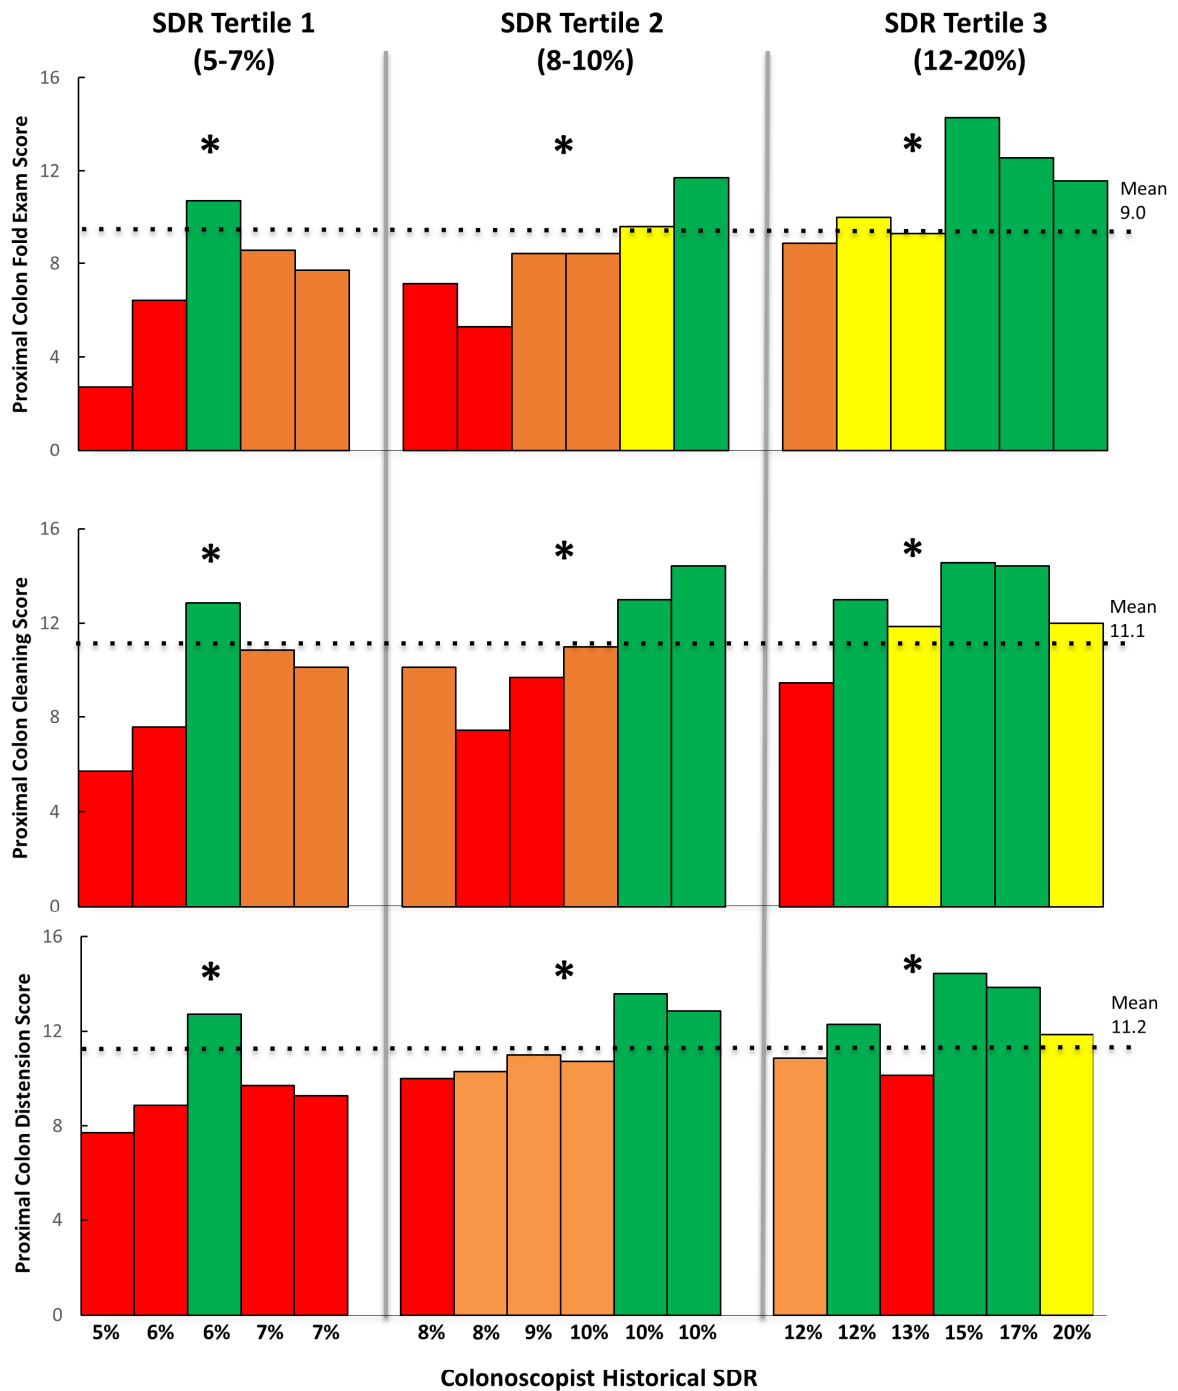 SDR Tertile 1
(5-7%)
SDR Tertile 2
(8-10%)
SDR Tertile 3
(12-20%)
Proximal Colon Fold Exam Score
16
12
8
4
0
*
*
*
Mean
9.0
Proximal Colon Cleaning Score
16
12
8
4
0
*
*
*
Mean
11.1
Proximal Colon Distension Score
16
12
8
4
0
*
*
*
Mean
11.2
5% 6% 6% 7% 7% 8% 8% 9% 10% 10% 10% 12% 12% 13% 15% 17% 20%
Colonoscopist Historical SDR